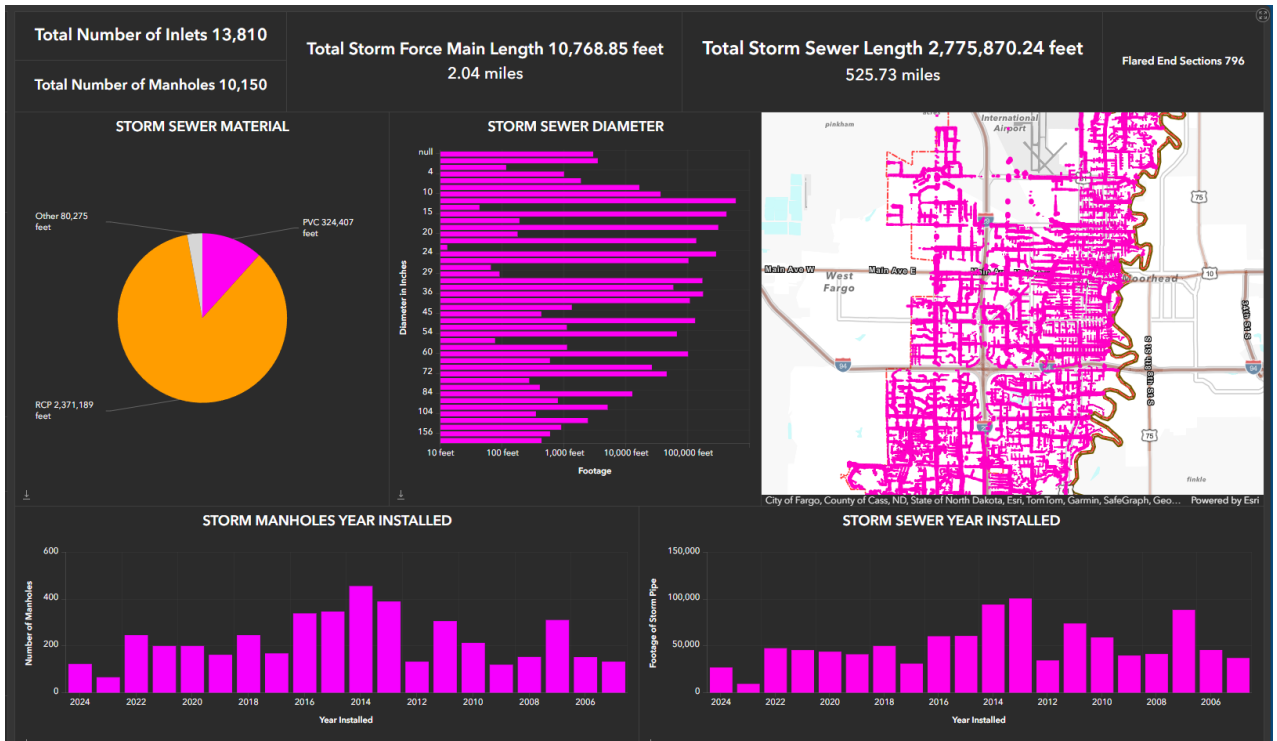 Total Number of Inlets 13,810
Total Number of Manholes 10,150
Total Storm Force Main Length 10,768.85 feet
2.04 miles
Total Storm Sewer Length 2,775,870.24 feet
525.73 miles
Flared End Sections 796
STORM SEWER MATERIAL
Other 80,275
feet
PVC 324,407
feet
RCP 2,371,189
feet
STORM SEWER DIAMETER
Diameter in Inches
null
4
10
15
20
24
29
36
45
54
60
72
84
104
156
10 feet 100 feet 1,000 feet 10,000 feet 100,000 feet
Footage
pinkham
International
Airport
75
Main Ave W
Main Ave E
West
Fargo
Moorhead
10
24th St S
S 8th St S
94
94
75
finkle
City of Fargo, County of Cass, ND, State of North Dakota, Esri, TomTom, Garmin, SafeGraph, Geo...
Powered by Esri
STORM MANHOLES YEAR INSTALLED
Number of Manholes
600
400
200
0
2024 2022 2020 2018 2016 2014 2012 2010 2008 2006
Year Installed
STORM SEWER YEAR INSTALLED
Footage of Storm Pipe
150,000
100,000
50,000
0
2024 2022 2020 2018 2016 2014 2012 2010 2008 2006
Year Installed